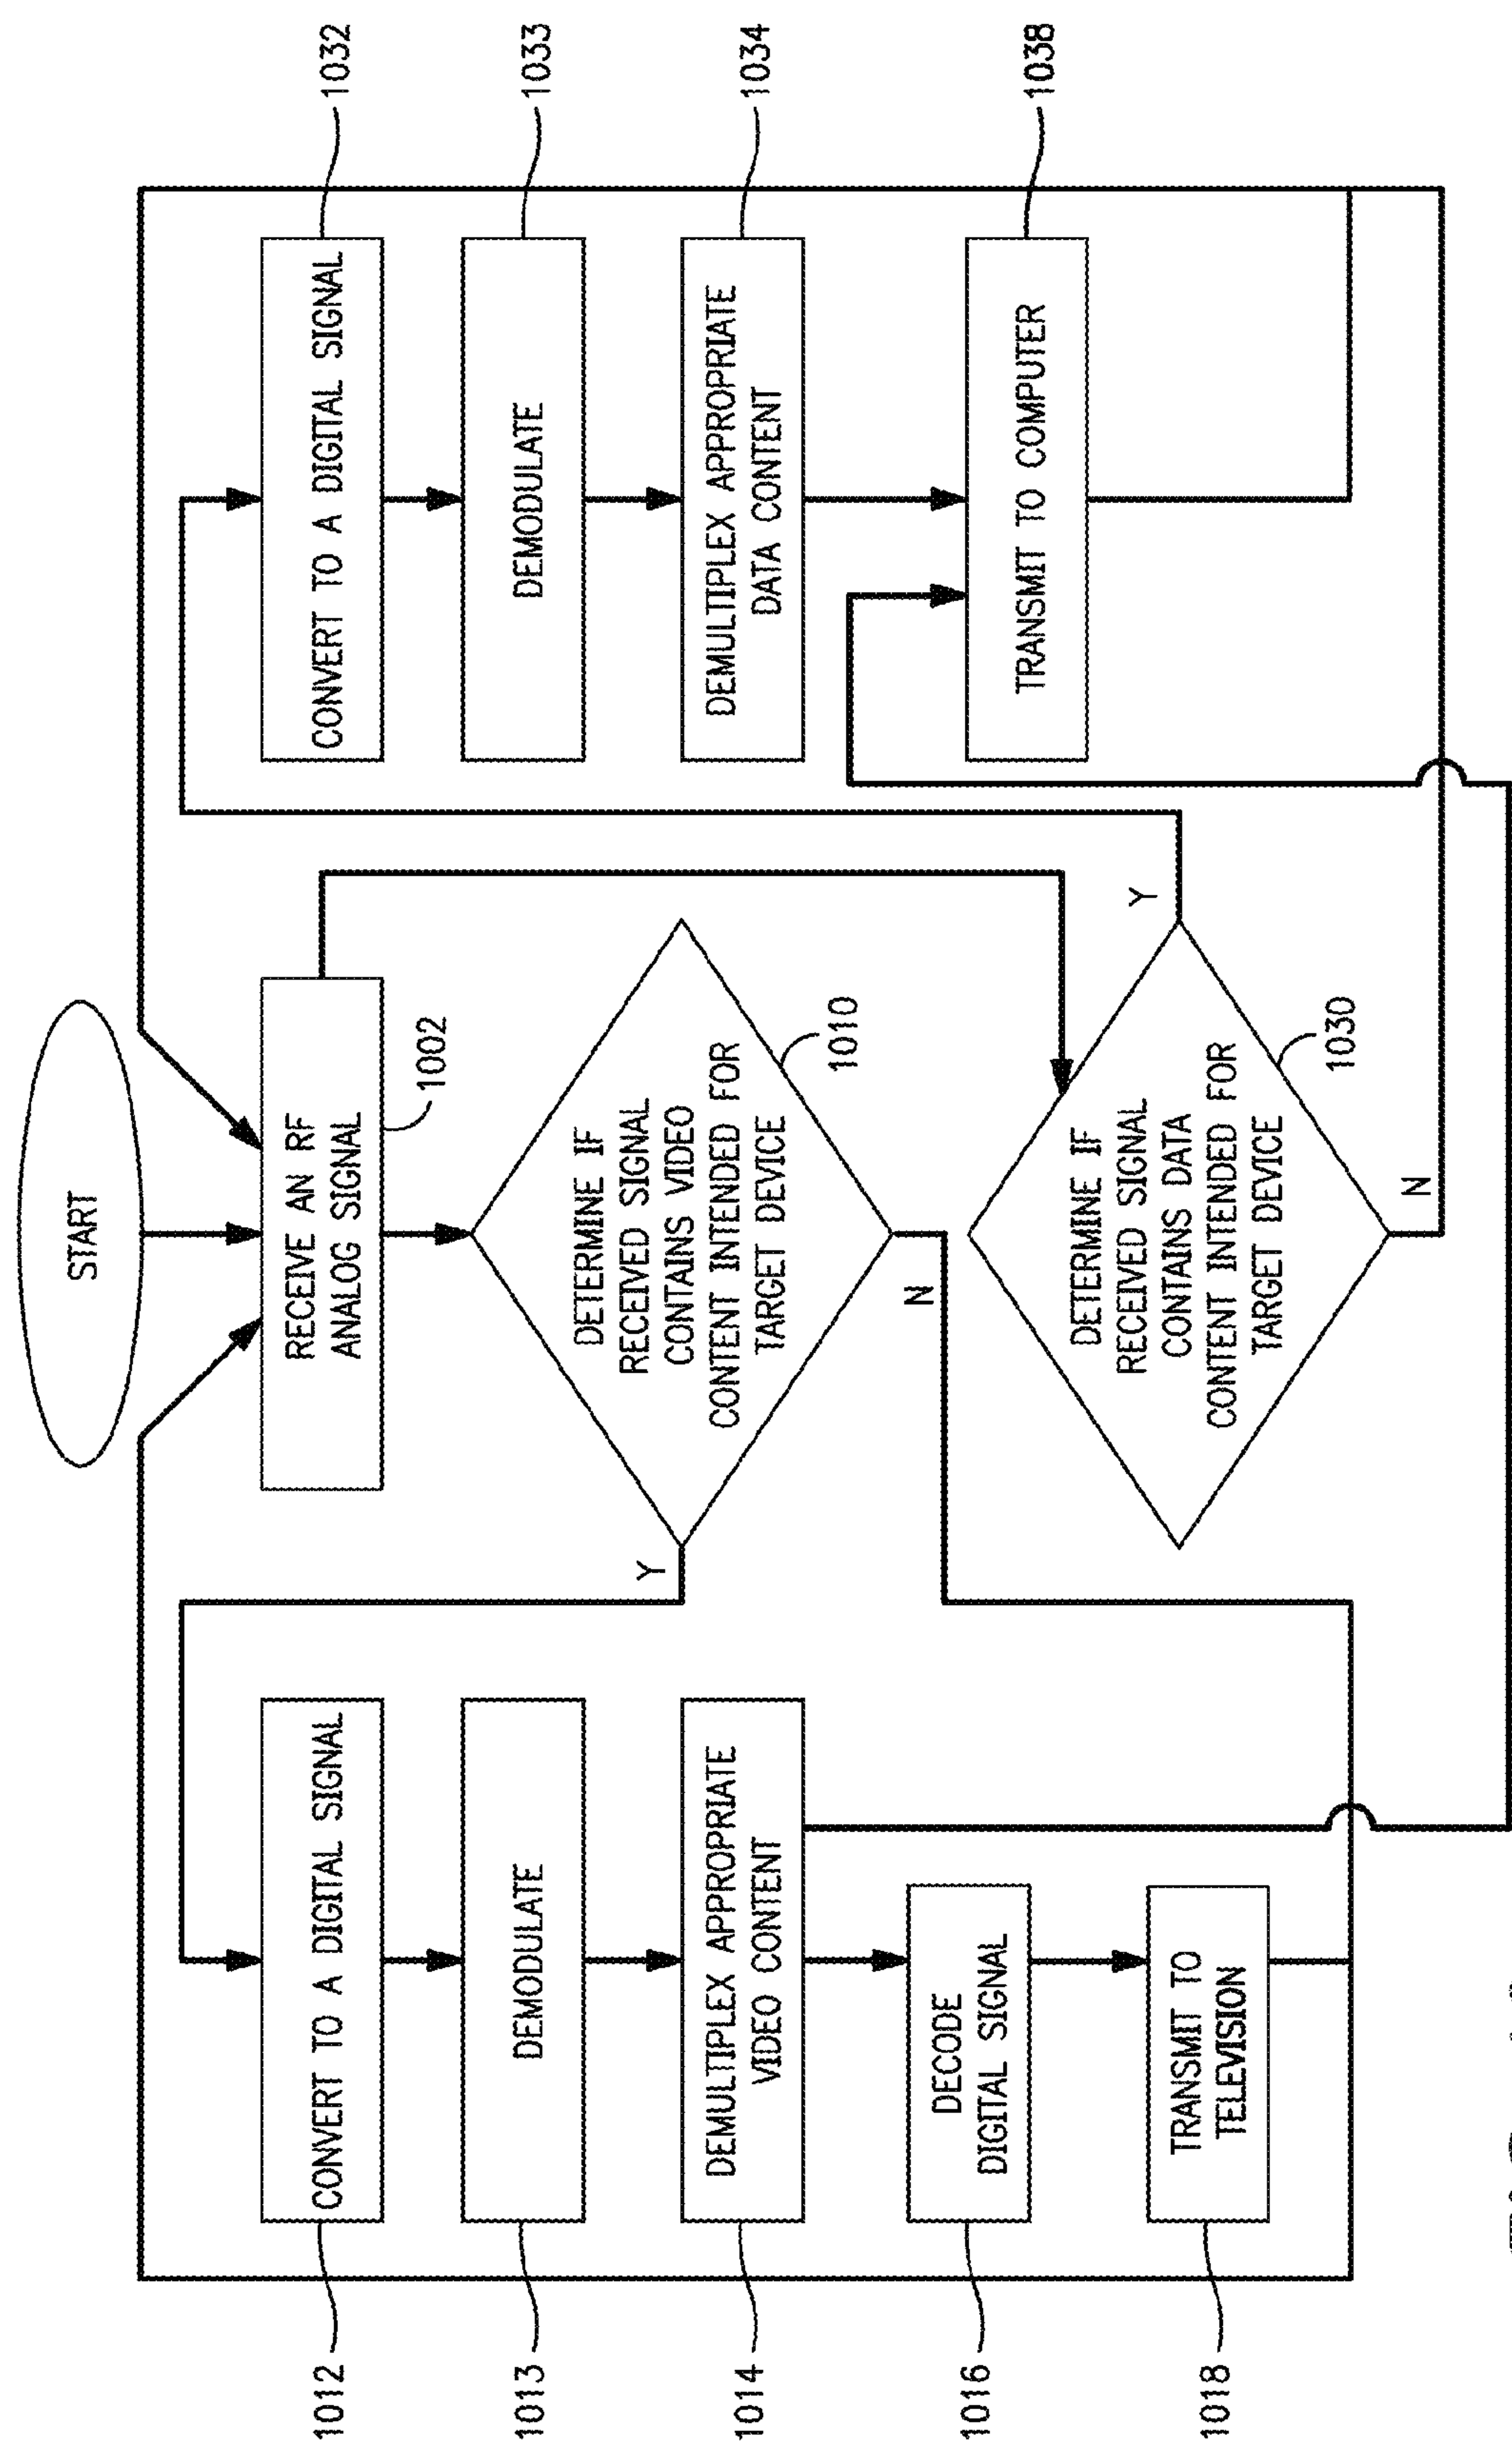 START
RECEIVE AN RF
ANALOG SIGNAL
1002
DETERMINE IF
RECEIVED SIGNAL
CONTAINS VIDEO
CONTENT INTENDED FOR
TARGET DEVICE
1010
Y
N
DETERMINE IF
RECEIVED SIGNAL
CONTAINS DATA
CONTENT INTENDED FOR
TARGET DEVICE
1030
Y
N
CONVERT TO A DIGITAL SIGNAL
1012
DEMODULATE
1013
DEMULTIPLEX APPROPRIATE
VIDEO CONTENT
1014
DECODE
DIGITAL SIGNAL
1016
TRANSMIT TO
TELEVISION
1018
CONVERT TO A DIGITAL SIGNAL
1032
DEMODULATE
1033
DEMULTIPLEX APPROPRIATE
DATA CONTENT
1034
TRANSMIT TO COMPUTER
1038